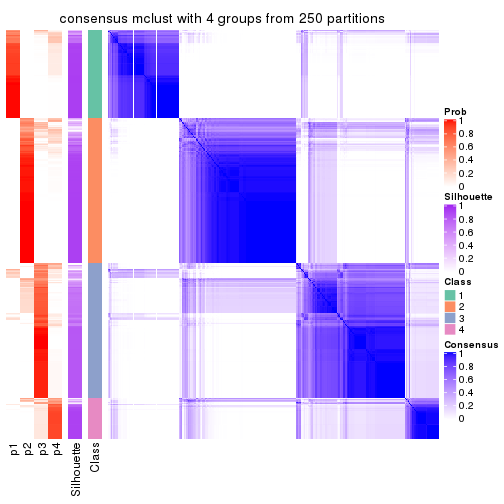 consensus mclust with 4 groups from 250 partitions
Prob
1
0.8
0.6
0.4
0.2
0
Silhouette
1
0.8
0.6
0.4
0.2
0
Class
1
2
3
4
Consensus
1
0.8
0.6
0.4
0.2
0
p1
p2
p3
p4
Silhouette
Class